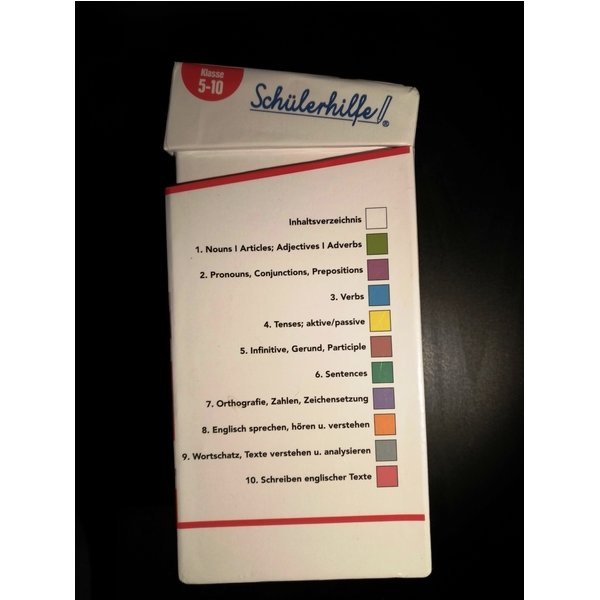 Klasse
5-10
Schülerhilfe!®
Inhaltsverzeichnis
1. Nouns I Articles; Adjectives I Adverbs
2. Pronouns, Conjunctions, Prepositions
3. Verbs
4. Tenses; aktive/passive
5. Infinitive, Gerund, Participle
6. Sentences
7. Orthografie, Zahlen, Zeichensetzung
8. Englisch sprechen, hören u. verstehen
9. Wortschatz, Texte verstehen u. analysieren
10. Schreiben englischer Texte